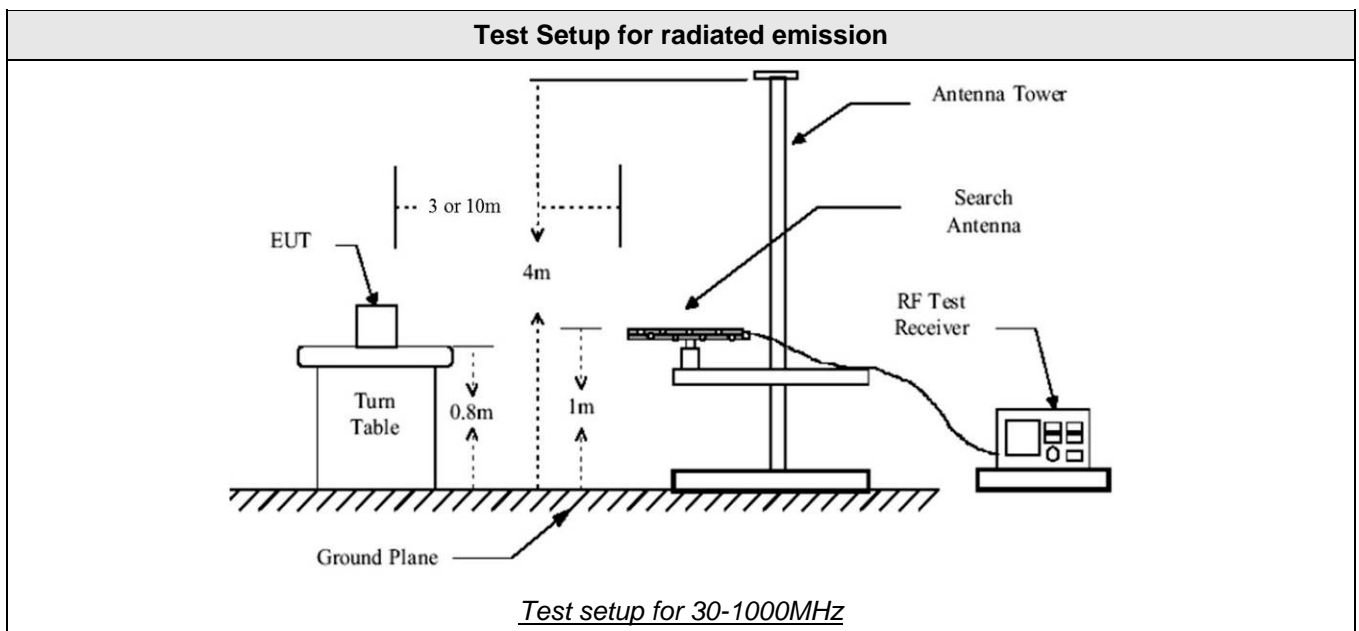 Test Setup for radiated emission
Antenna Tower
3 or 10m
Search
Antenna
EUT
4m
RF Test
Receiver
Turn
Table
0.8m
1m
Ground Plane
Test setup for 30-1000MHz